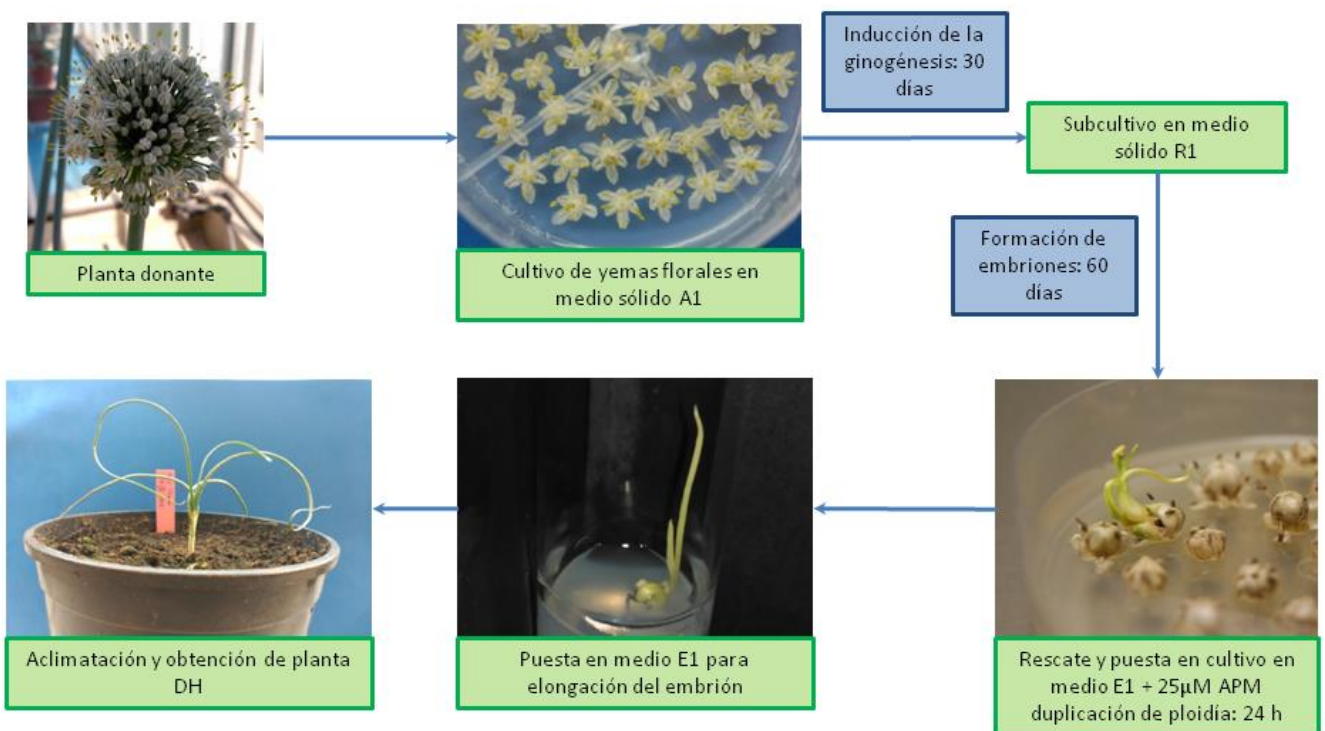 Planta donante
Cultivo de yemas florales en
medio sólido A1
Inducción de la
ginogénesis: 30
días
Subcultivo en medio
sólido R1
Formación de
embriones: 60
días
Rescate y puesta en cultivo en
medio E1 + 25µM APM
duplicación de ploidía: 24 h
Puesta en medio E1 para
elongación del embrión
Aclimatación y obtención de planta
DH